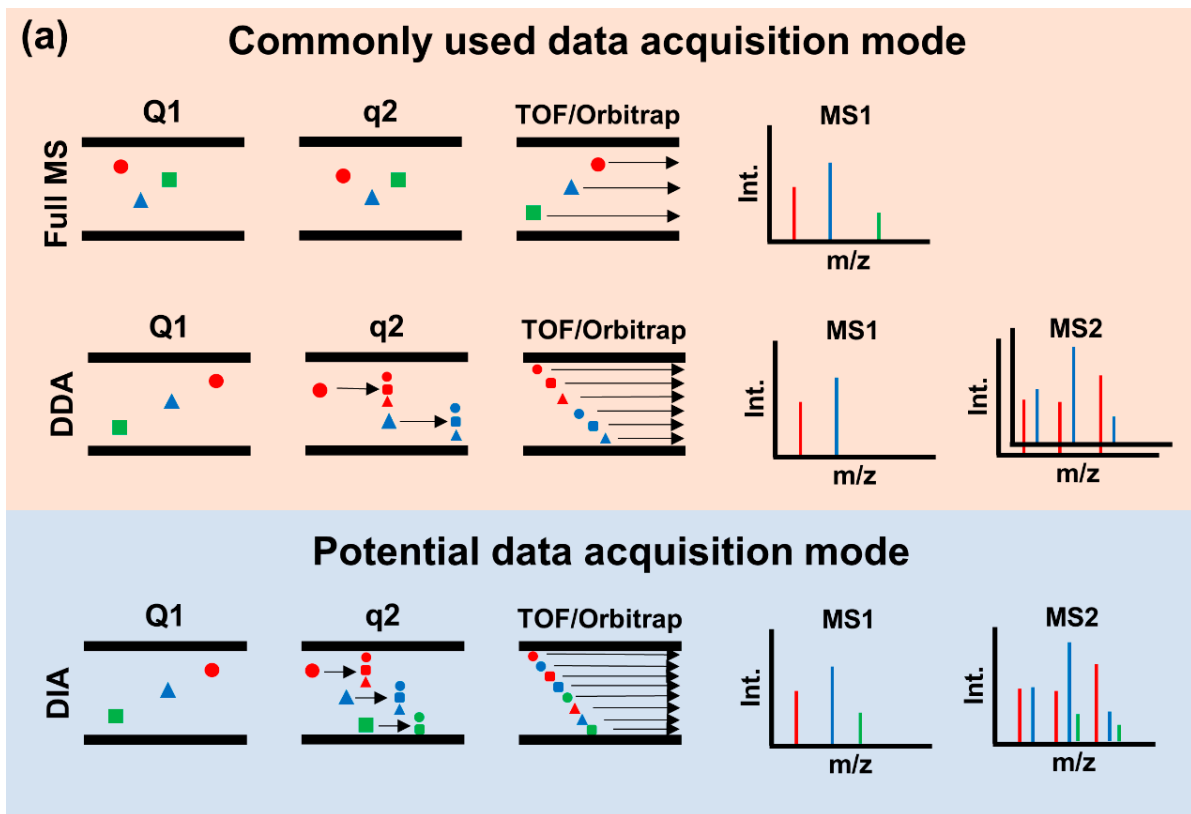 (a)
Commonly used data acquisition mode
Q1
q2
TOF/Orbitrap
MS1
Full MS
Int.
m/z
Q1
q2
TOF/Orbitrap
MS1
MS2
DDA
Int.
Int.
m/z
m/z
Potential data acquisition mode
Q1
q2
TOF/Orbitrap
MS1
MS2
DIA
Int.
Int.
m/z
m/z